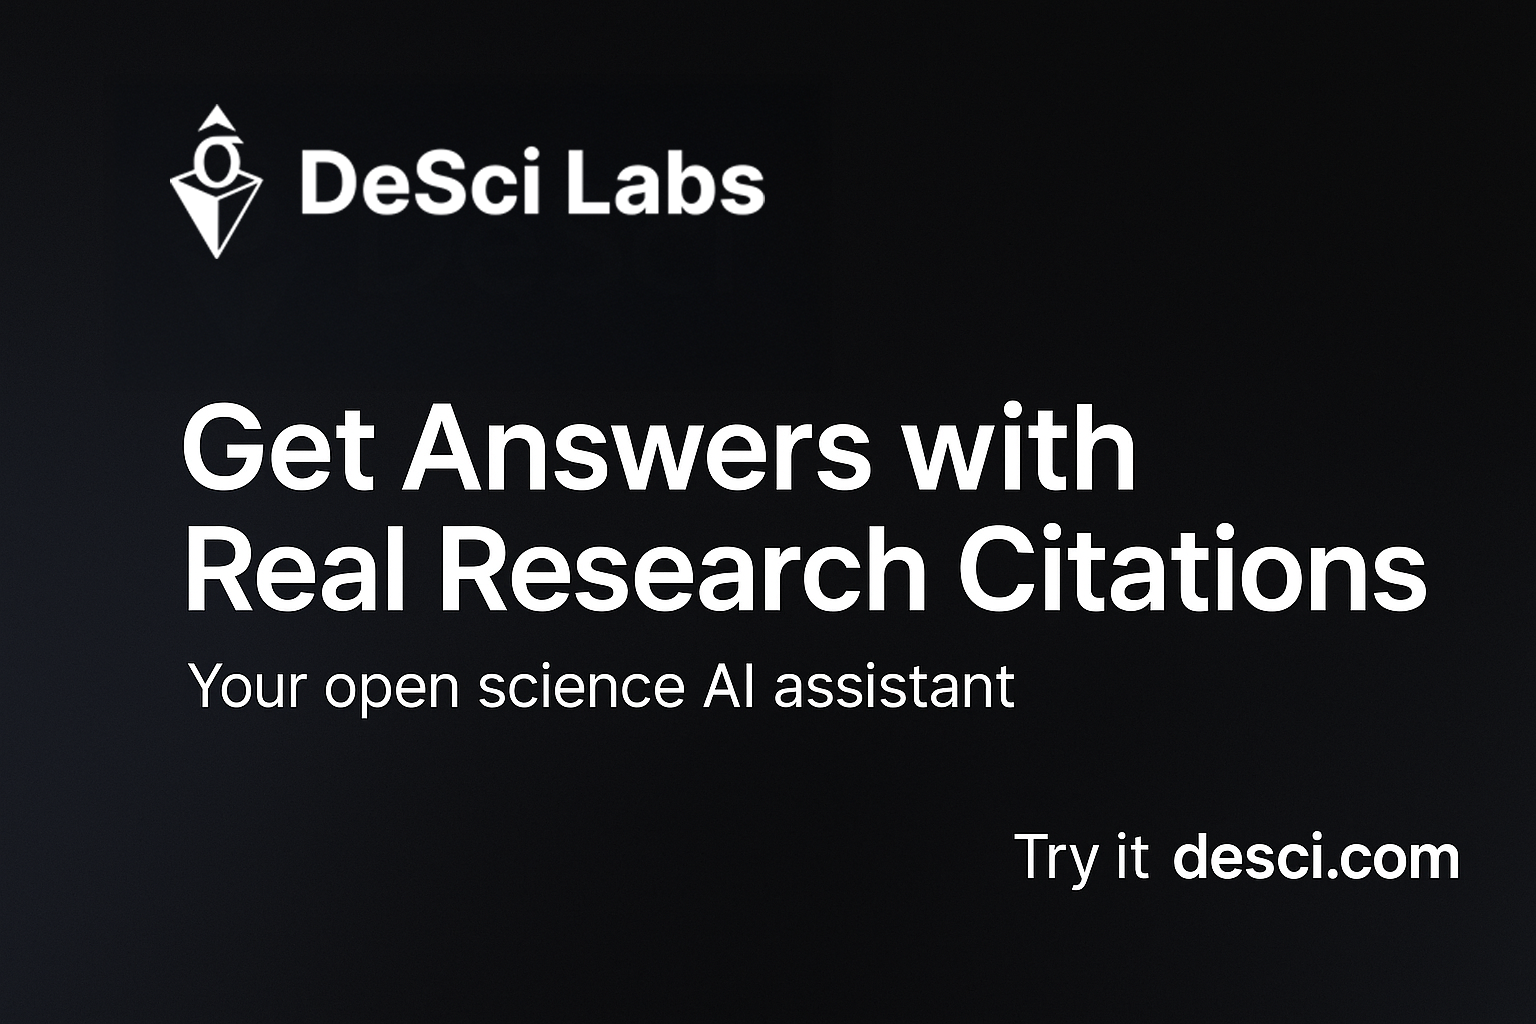 DeSci Labs
Get Answers with
Real Research Citations
Your open science AI assistant
Try it desci.com